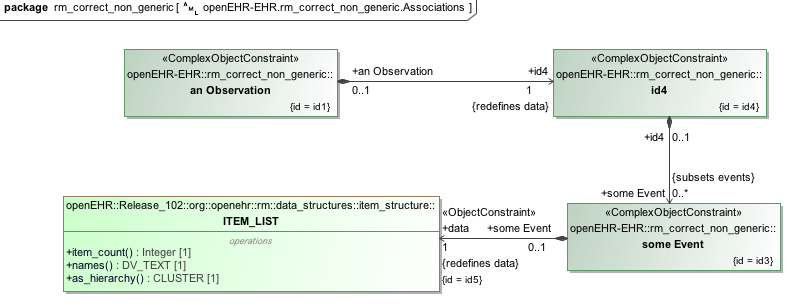 package rm_correct_non_generic [ AML openEHR-EHR.rm_correct_non_generic.Associations ]
«ComplexObjectConstraint»
openEHR-EHR::rm_correct_non_generic::
an Observation
{id = id1}
+an Observation
+id4
0..1
1
{redefines data}
«ComplexObjectConstraint»
openEHR-EHR::rm_correct_non_generic::
id4
{id = id4}
+id4
0..1
{subsets events}
+some Event
0..*
openEHR::Release_102::org::openehr::rm::data_structures::item_structure::
ITEM_LIST
operations
+item_count() : Integer [1]
+names() : DV_TEXT [1]
+as_hierarchy() : CLUSTER [1]
«ObjectConstraint»
+data
+some Event
1
0..1
{redefines data}
{id = id5}
«ComplexObjectConstraint»
openEHR-EHR::rm_correct_non_generic::
some Event
{id = id3}